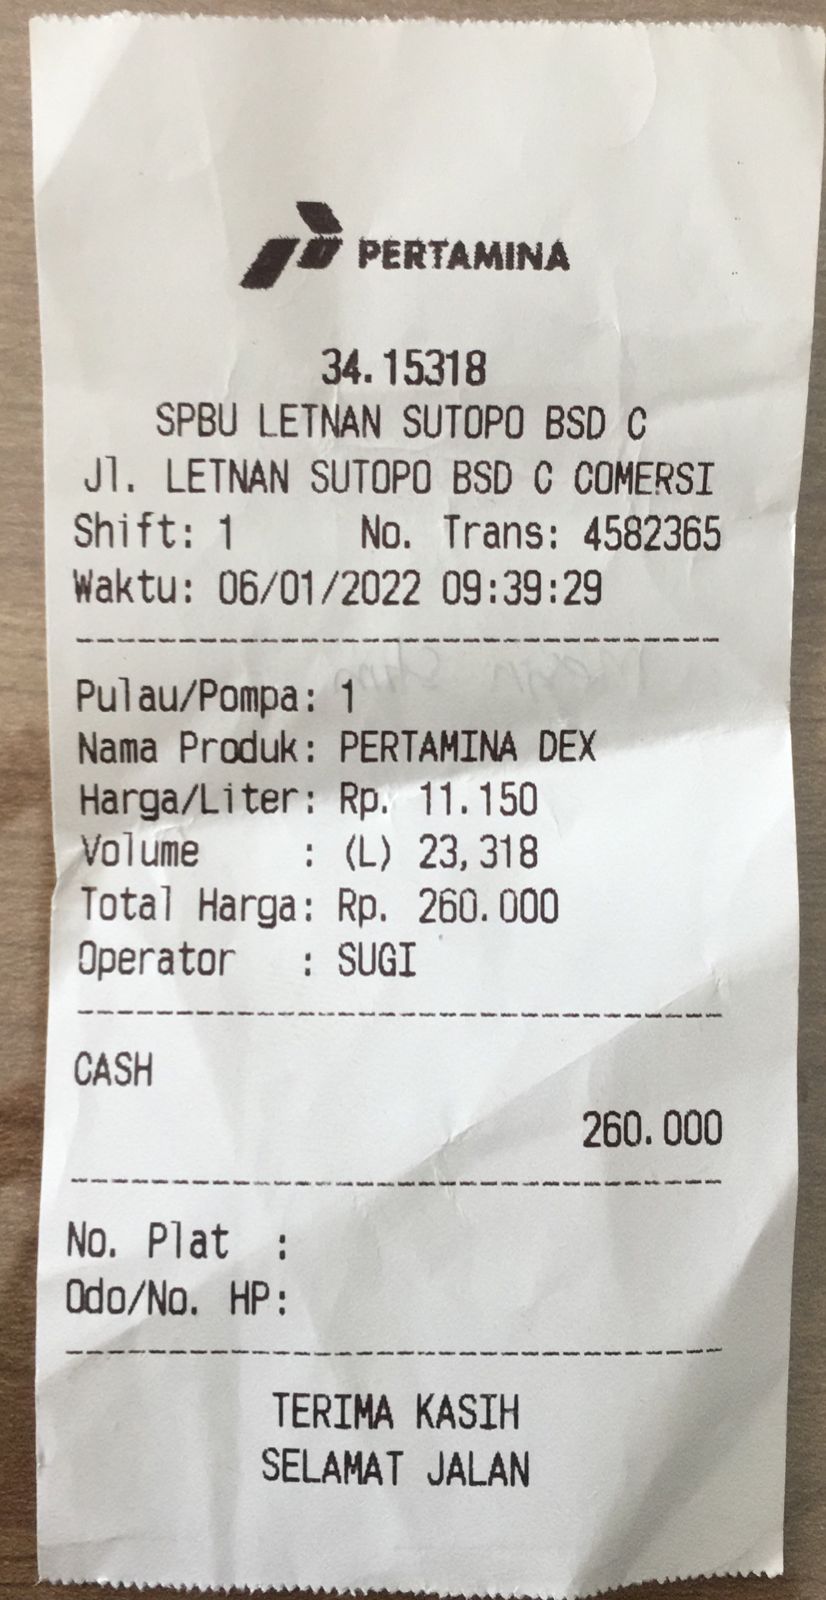 PERTAMINA
34.15318
SPBU LETNAN SUTOPO BSD C
Jl. LETNAN SUTOPO BSD C COMERSI
Shift: 1 No. Trans: 4582365
Waktu: 06/01/2022 09:39:29
Pulau/Pompa: 1
Nama Produk: PERTAMINA DEX
Harga/Liter: Rp. 11.150
Volume : (L) 23,318
Total Harga: Rp. 260.000
Operator : SUGI
CASH
260.000
No. Plat :
Odo/No. HP:
TERIMA KASIH
SELAMAT JALAN